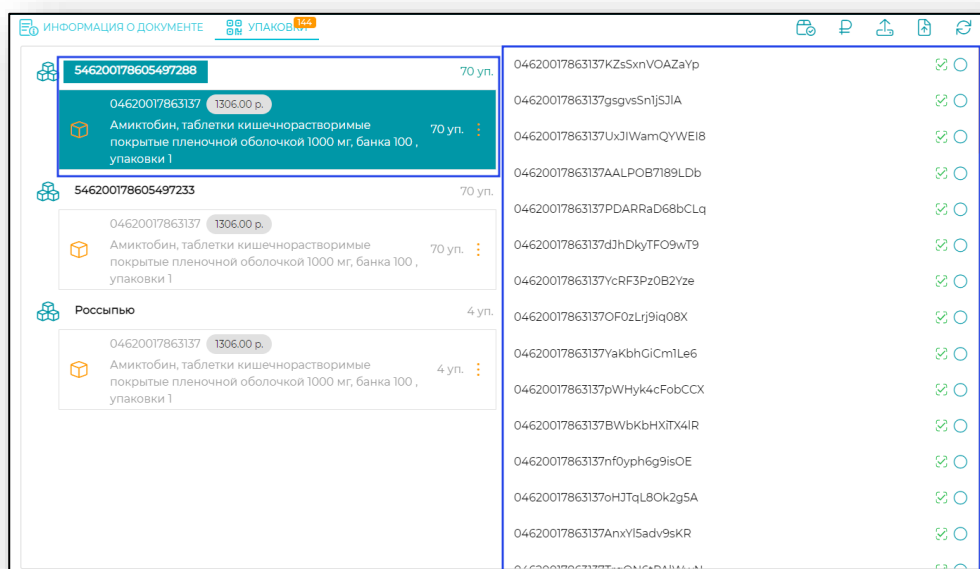 ИНФОРМАЦИЯ О ДОКУМЕНТЕ
УПАКОВКИ 144
546200178605497288 70 уп.
04620017863137 1306.00 р.
Амиктобин, таблетки кишечнорастворимые
покрытые пленочной оболочкой 1000 мг, банка 100 ,
упаковки 1
70 уп.
546200178605497233 70 уп.
04620017863137 1306.00 р.
Амиктобин, таблетки кишечнорастворимые
покрытые пленочной оболочкой 1000 мг, банка 100 ,
упаковки 1
70 уп.
Россыпью 4 уп.
04620017863137 1306.00 р.
Амиктобин, таблетки кишечнорастворимые
покрытые пленочной оболочкой 1000 мг, банка 100 ,
упаковки 1
4 уп.
04620017863137KZsSxnVOAZaYp
04620017863137gsgvsSn1jSJlA
04620017863137UxJIWamQYWEI8
04620017863137AALPOB7189LDb
04620017863137PDARRaD68bCLq
04620017863137dJhDkyTFO9wT9
04620017863137YcRF3Pz0B2Yze
04620017863137OF0zLrj9iq08X
04620017863137YaKbhGiCm1Le6
04620017863137pWHyk4cFobCCX
04620017863137BWbKbHXiTX4lR
04620017863137nf0yph6g9isOE
04620017863137oHJTqL8Ok2g5A
04620017863137AnxYl5adv9sKR